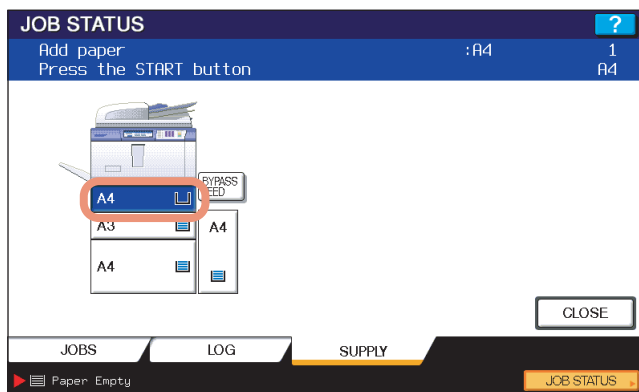 JOB STATUS
?
Add paper :A4 1
Press the START button A4
BYPASS
FEED
A4
A3
A4
A4
CLOSE
JOBS LOG SUPPLY
Paper Empty
JOB STATUS